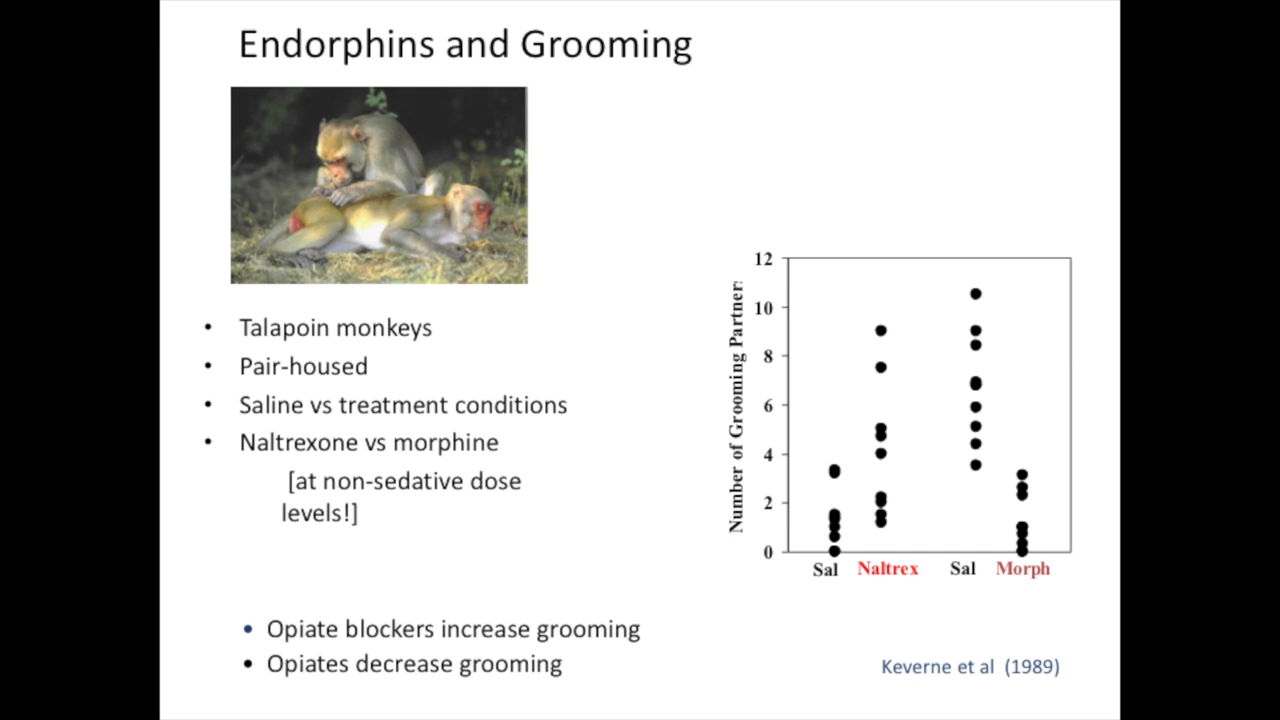 Endorphins and Grooming
• Talapoin monkeys
• Pair-housed
• Saline vs treatment conditions
• Naltrexone vs morphine
[at non-sedative dose
levels!]
• Opiate blockers increase grooming
• Opiates decrease grooming
Number of Grooming Partners
12
10
8
6
4
2
0
Sal Naltrex Sal Morph
Keverne et al (1989)